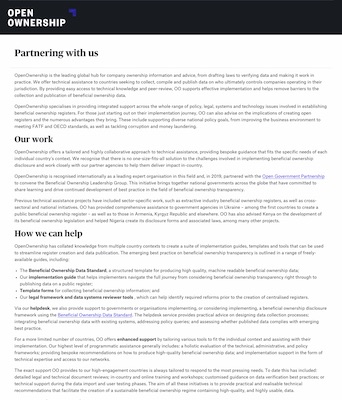 OPEN
OWNERSHIP
Partnering with us
OpenOwnership is the leading global hub for company ownership information and advice, from drafting laws to verifying data and making it work in
practice. We offer technical assistance to countries seeking to collect, compile and publish data on who ultimately controls companies operating in their
jurisdiction. By providing easy access to technical knowledge and peer-review, OO supports effective implementation and helps remove barriers to the
collection and publication of beneficial ownership data.
OpenOwnership specialises in providing integrated support across the whole range of policy, legal, systems and technology issues involved in establishing
beneficial ownership registers. For those just starting out on their implementation journey, OO can also advise on the implications of creating open
registers and the numerous advantages they bring. These include supporting diverse national policy goals, from improving the business environment to
meeting FATF and OECD standards, as well as tackling corruption and money laundering.
Our work
OpenOwnership offers a tailored and highly collaborative approach to technical assistance, providing bespoke guidance that fits the specific needs of each
individual country's context. We recognise that there is no one-size-fits-all solution to the challenges involved in implementing beneficial ownership
disclosure and work closely with our partner agencies to help them deliver impact in-country.
OpenOwnership is recognised internationally as a leading expert organisation in this field and, in 2019, partnered with the Open Government Partnership
to convene the Beneficial Ownership Leadership Group. This initiative brings together national governments across the globe that have committed to
share learning and drive continued development of best practice in the field of beneficial ownership transparency.
Previous technical assistance projects have included sector-specific work, such as extractive industry beneficial ownership registers, as well as cross-
sectoral and national initiatives. OO has provided comprehensive assistance to government agencies in Ukraine – among the first countries to create a
public beneficial ownership register – as well as to those in Armenia, Kyrgyz Republic and elsewhere. OO has also advised Kenya on the development of
its beneficial ownership legislation and helped Nigeria create its disclosure forms and associated laws, among many other projects.
How we can help
OpenOwnership has collated knowledge from multiple country contexts to create a suite of implementation guides, templates and tools that can be used to
streamline register creation and data publication. The emerging best practice on beneficial ownership transparency is outlined in a range of freely-
available guides, including:
• The Beneficial Ownership Data Standard: a structured template for producing high quality, machine readable beneficial ownership data;
• Our implementation guide that helps implementers navigate the full journey from considering beneficial ownership transparency right through to
publishing data on a public register;
• Template forms for collecting beneficial ownership information; and
• Our legal framework and data systems reviewer tools, which can help identify required reforms prior to the creation of centralised registers.
Via our helpdesk, we also provide support to governments or organisations implementing, or considering implementing, a beneficial ownership disclosure
framework using the Beneficial Ownership Data Standard. The helpdesk service provides practical advice on designing data collection processes;
integrating beneficial ownership data with existing systems, addressing policy queries; and assessing whether published data complies with emerging
best practice.
For a more limited number of countries, OO offers enhanced support by tailoring various tools to fit the individual context and assisting with their
implementation. Our highest level of programmatic assistance generally includes: a holistic evaluation of the technical, administrative, and policy
frameworks; providing bespoke recommendations on how to produce high-quality beneficial ownership data; and implementation support in the form of
technical expertise and access to our networks.
The exact support OO provides to our high-engagement countries is always tailored to respond to the most pressing needs. To date this has included:
detailed legal and technical document reviews; in-country and online training and workshops; customised guidance on data verification best practices; or
technical support during the data import and user testing phases. The aim of all these initiatives is to provide practical and realisable technical
recommendations that facilitate the creation of a sustainable beneficial ownership regime containing high-quality, and highly usable, data.